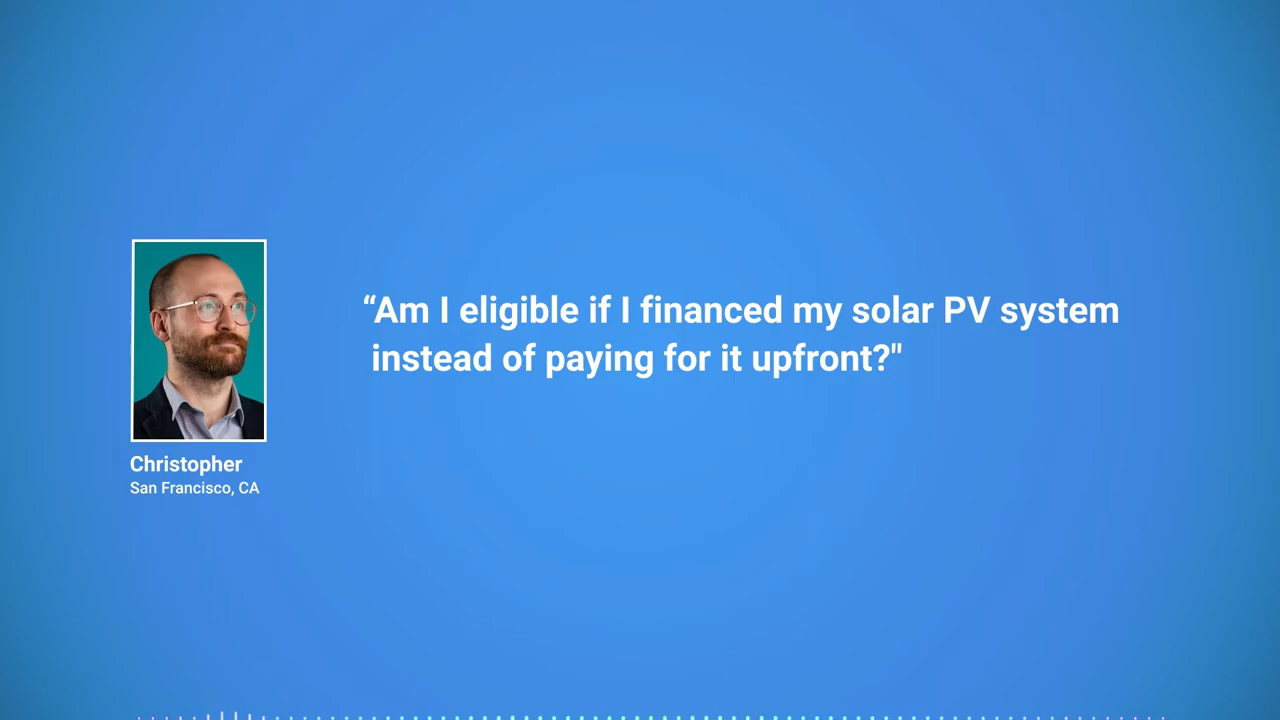 “Am I eligible if I financed my solar PV system
instead of paying for it upfront?"
Christopher
San Francisco, CA